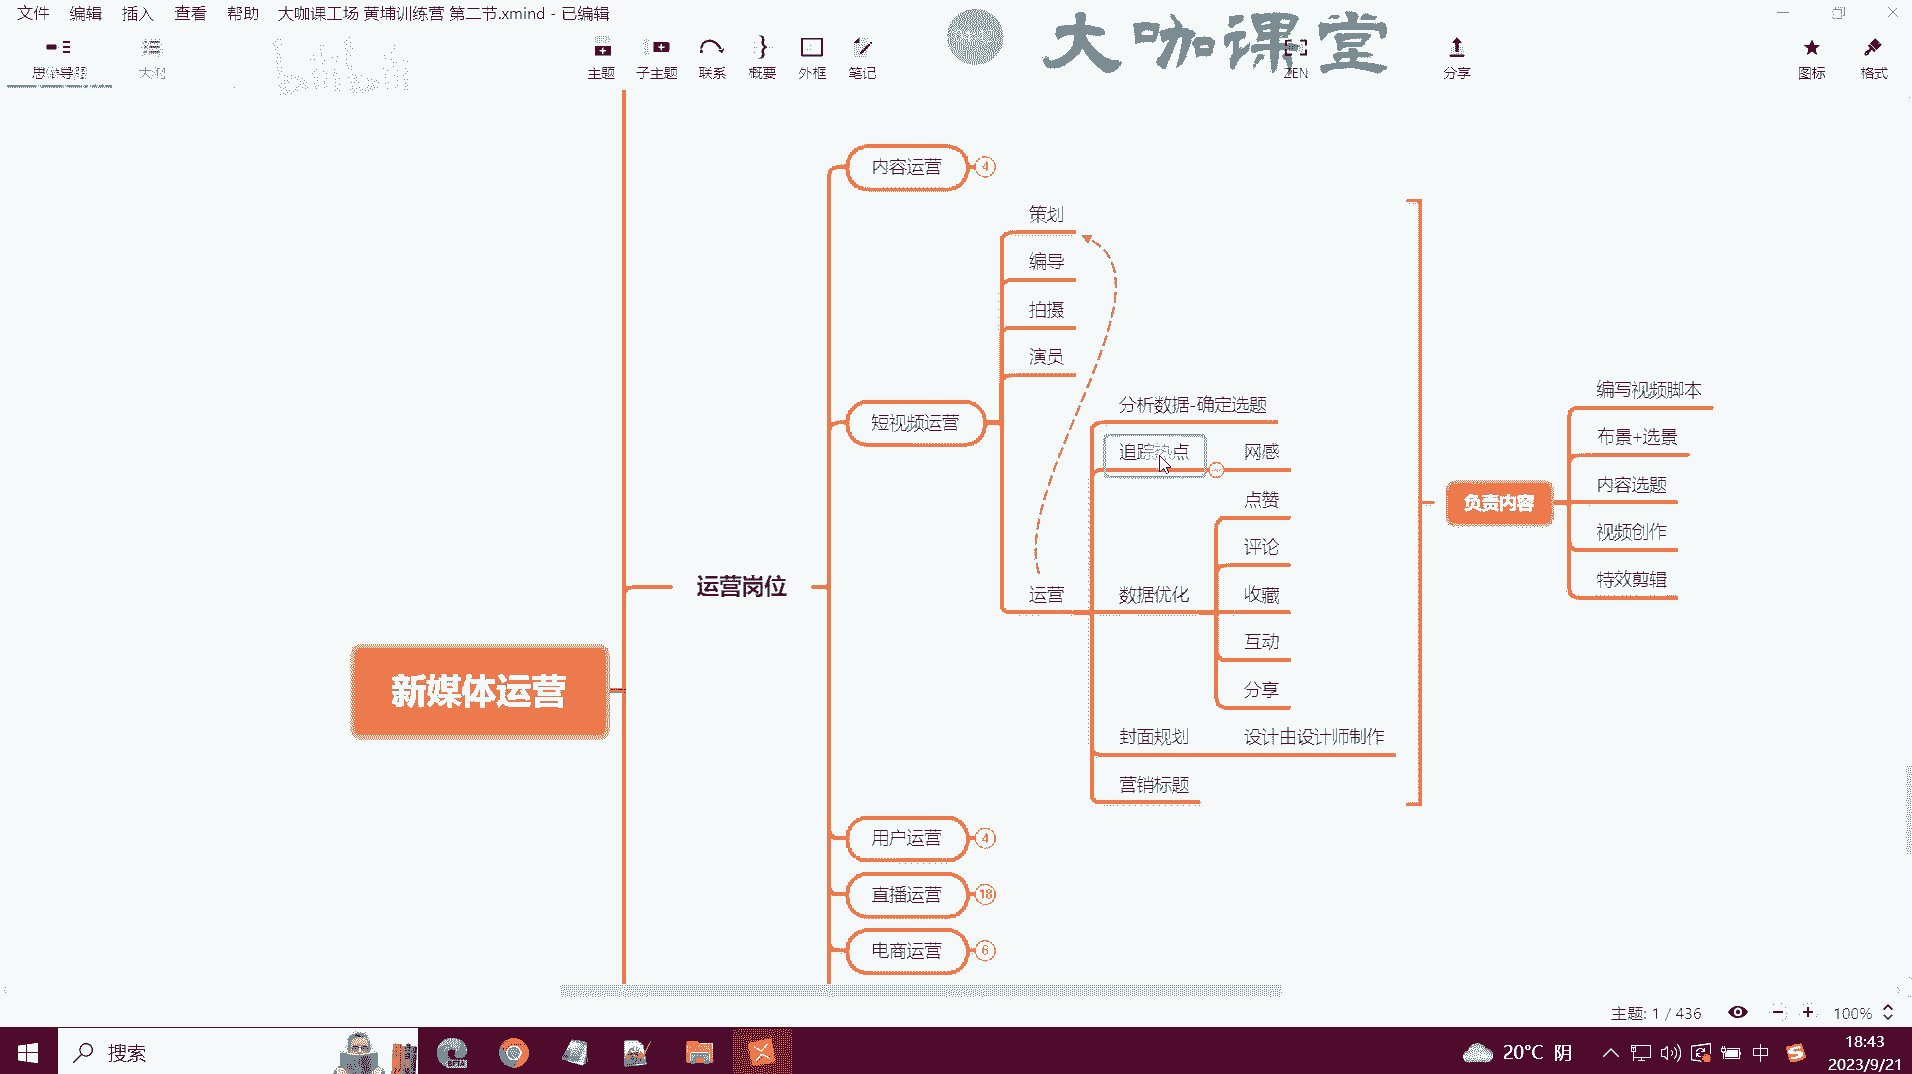 文件 编辑 插入 查看 帮助 大咖课工场 黄埔训练营 第二节.xmind - 已编辑
思维导图 大纲 主题 子主题 联系 概要 外框 笔记 ZEN 分享 图标 格式
大咖课堂
bilibili
内容运营 4
策划
编导
拍摄
演员
短视频运营
分析数据-确定选题
追踪热点 网感
点赞
评论
运营 数据优化 收藏
互动
分享
封面规划 设计由设计师制作
营销标题
负责内容
编写视频脚本
布景+选景
内容选题
视频创作
特效剪辑
运营岗位
新媒体运营
用户运营 4
直播运营 18
电商运营 6
主题: 1 / 436 100%
搜索 20°C 阴 中 18:43
2023/9/21